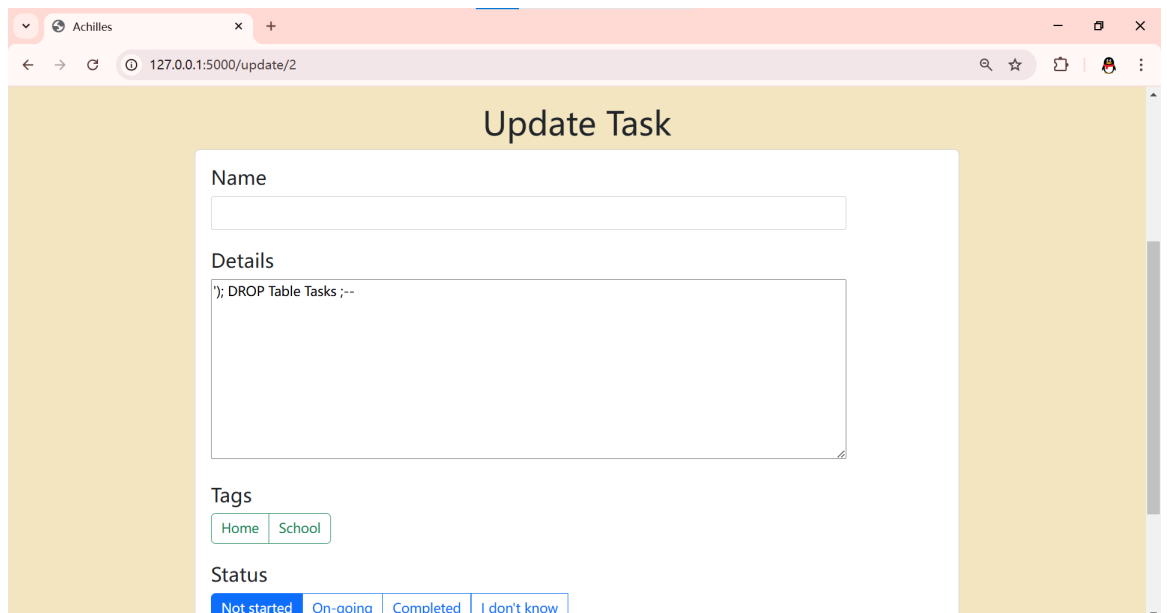 Achilles
127.0.0.1:5000/update/2
Update Task
Name
Details
'); DROP Table Tasks ;--
Tags
Home School
Status
Not started On-going Completed I don't know